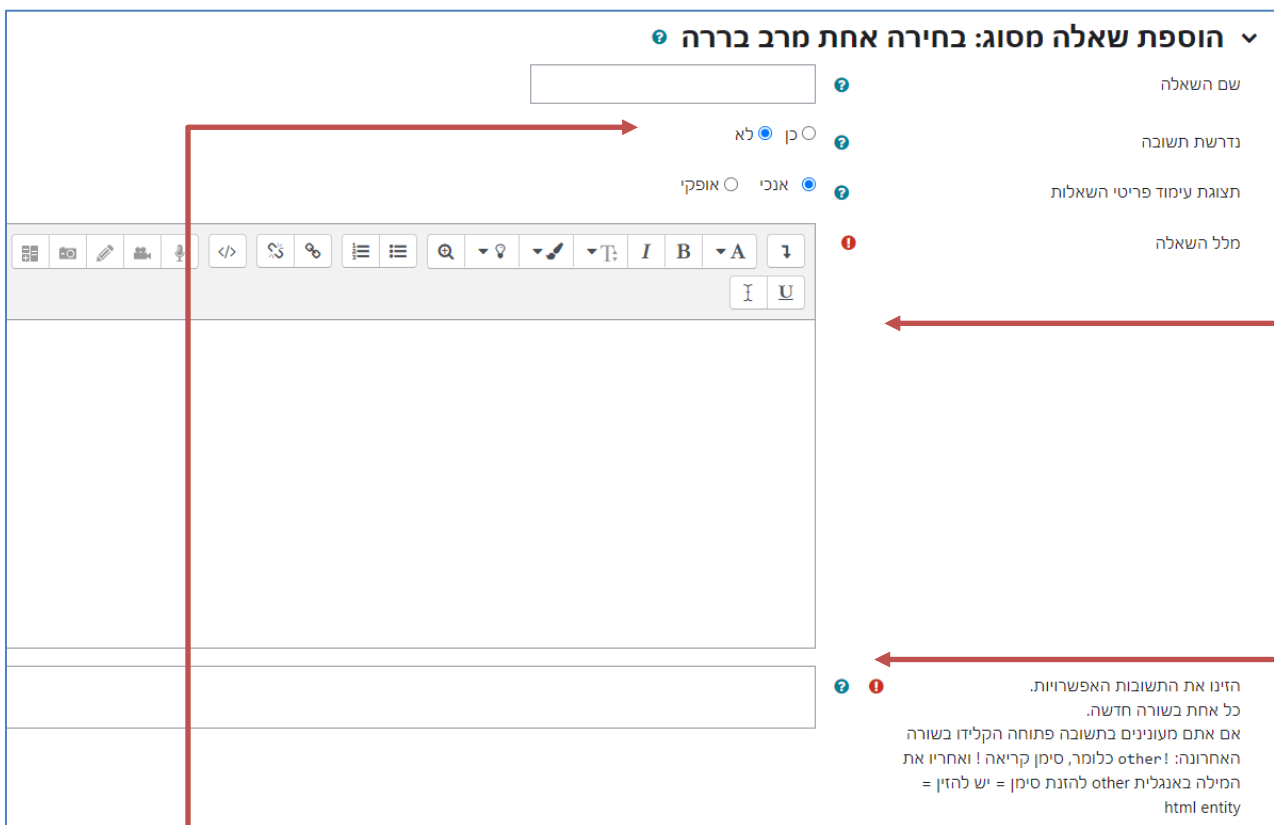 הוספת שאלה מסוג: בחירה אחת מרב בררה
שם השאלה
נדרשת תשובה
כן לא
תצוגת עימוד פריטי השאלות
אנכי אופקי
מלל השאלה
A B I T </>
U
הזינו את התשובות האפשרויות.
כל אחת בשורה חדשה.
אם אתם מעונינים בתשובה פתוחה הקלידו בשורה
האחרונה: !other כלומר, סימן קריאה ! ואחריו את
המילה באנגלית other להזנת סימן = יש להזין =
html entity